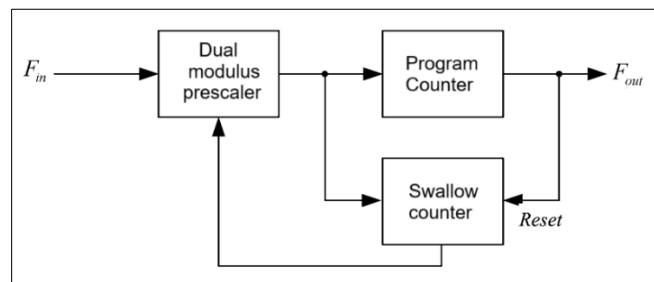 Dual
modulus
prescaler
Program
Counter
F_in
F_out
Swallow
counter
Reset